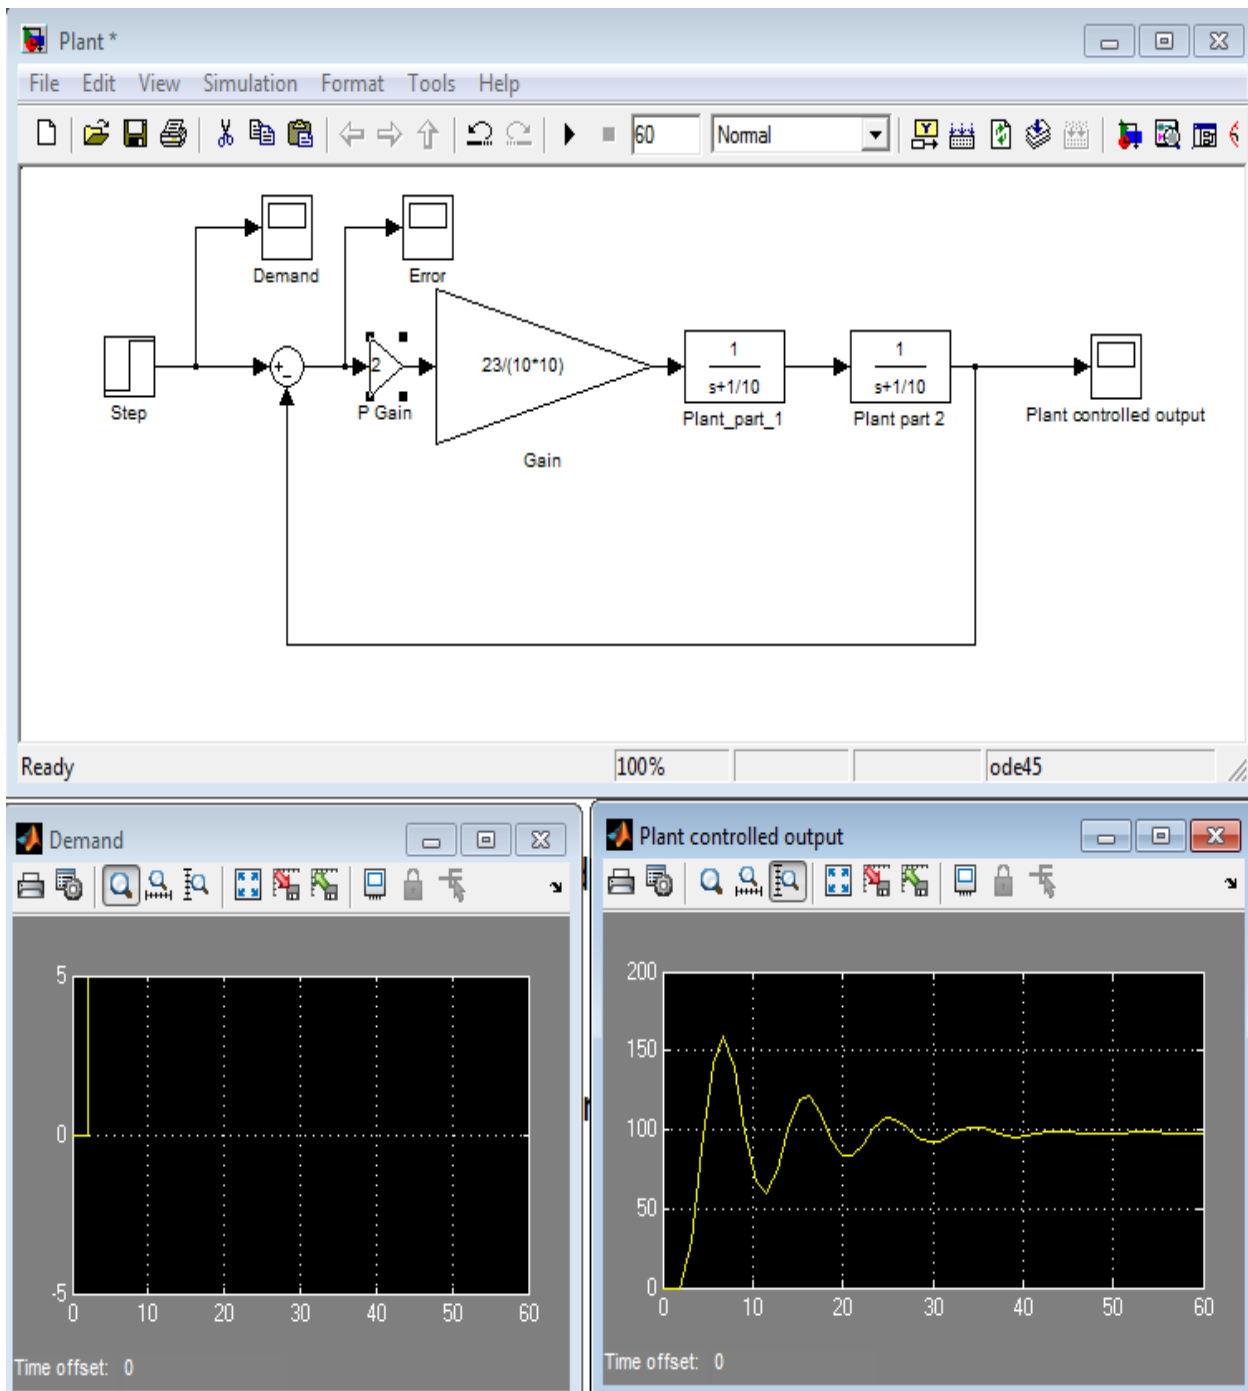 Plant *
File Edit View Simulation Format Tools Help
60 Normal
Demand Error
+
−
2
23/(10*10)
1
s+1/10
1
s+1/10
Step P Gain Plant_part_1 Plant part 2 Plant controlled output
Gain
Ready 100% ode45
Demand
5
0
-5
0 10 20 30 40 50 60
Time offset: 0
Plant controlled output
200
150
100
50
0
0 10 20 30 40 50 60
Time offset: 0